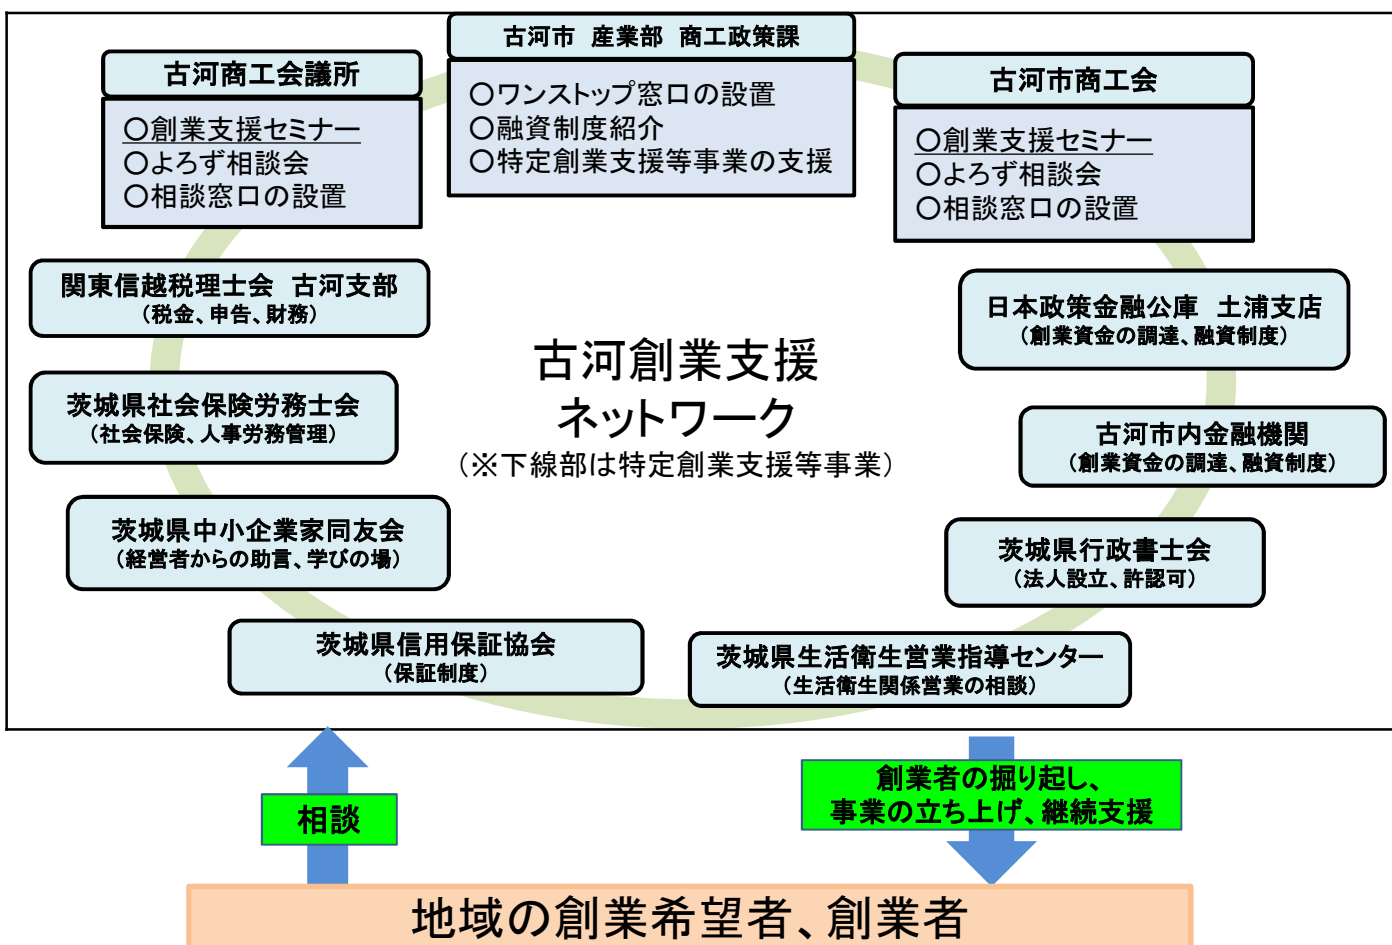 古河市 産業部 商工政策課
〇ワンストップ窓口の設置
〇融資制度紹介
〇特定創業支援等事業の支援
古河商工会議所
〇創業支援セミナー
〇よろず相談会
〇相談窓口の設置
古河市商工会
〇創業支援セミナー
〇よろず相談会
〇相談窓口の設置
関東信越税理士会 古河支部
(税金、申告、財務)
日本政策金融公庫 土浦支店
(創業資金の調達、融資制度)
古河創業支援
ネットワーク
(※下線部は特定創業支援等事業)
茨城県社会保険労務士会
(社会保険、人事労務管理)
古河市内金融機関
(創業資金の調達、融資制度)
茨城県中小企業家同友会
(経営者からの助言、学びの場)
茨城県行政書士会
(法人設立、許認可)
茨城県信用保証協会
(保証制度)
茨城県生活衛生営業指導センター
(生活衛生関係営業の相談)
相談
創業者の掘り起し、
事業の立ち上げ、継続支援
地域の創業希望者、創業者